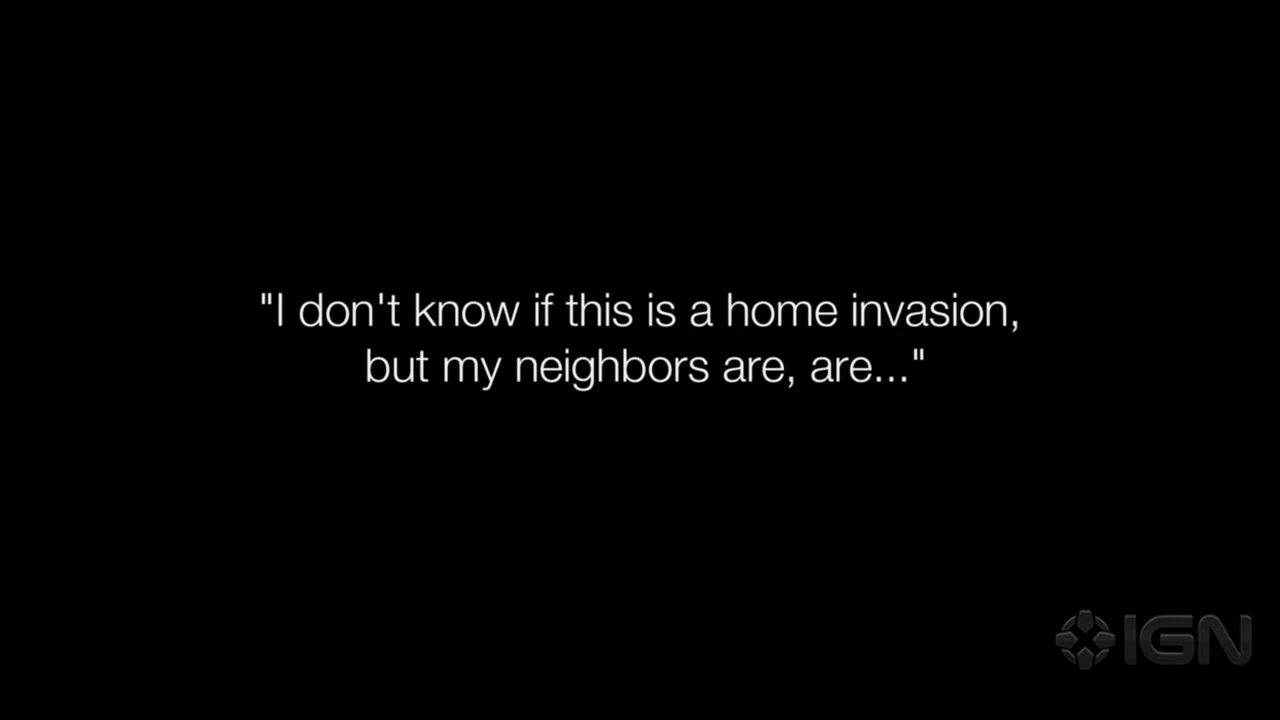 "I don't know if this is a home invasion,
but my neighbors are, are..."
IGN